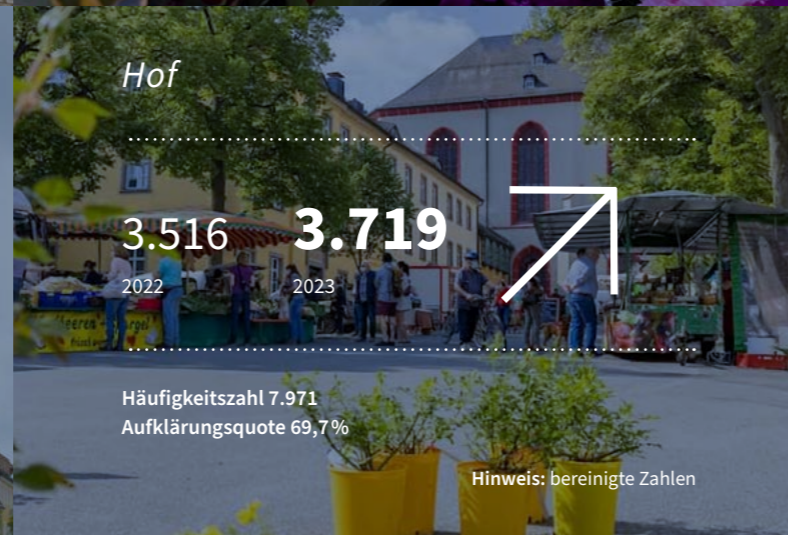 Hof
3.516 3.719
2022 2023
Häufigkeitszahl 7.971
Aufklärungsquote 69,7%
Hinweis: bereinigte Zahlen